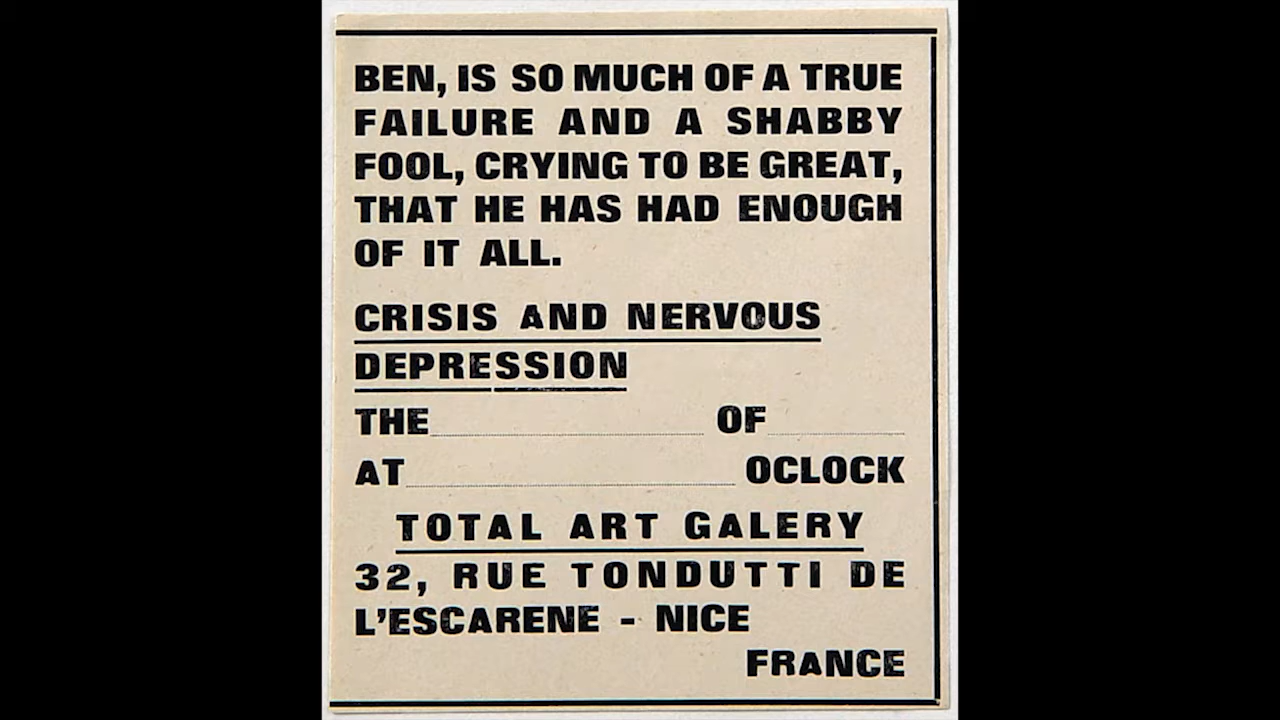 BEN, IS SO MUCH OF A TRUE
FAILURE AND A SHABBY
FOOL, CRYING TO BE GREAT,
THAT HE HAS HAD ENOUGH
OF IT ALL.
CRISIS AND NERVOUS
DEPRESSION
THE OF
AT OCLOCK
TOTAL ART GALERY
32, RUE TONDUTTI DE
L'ESCARENE - NICE
FRANCE